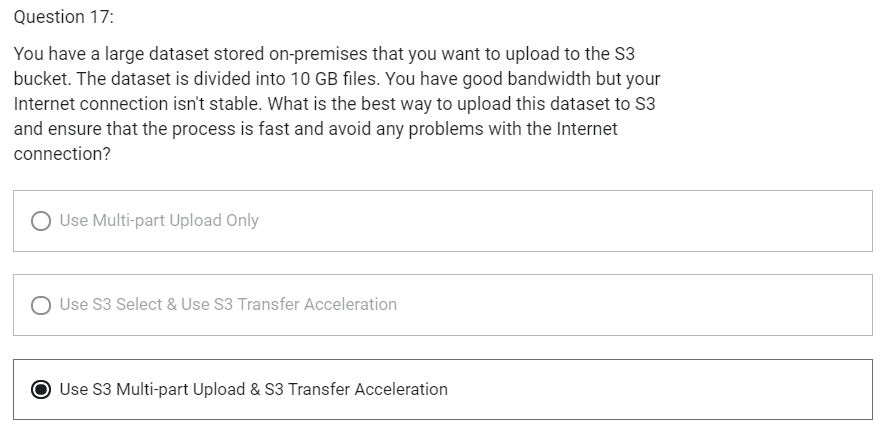 Question 17:
You have a large dataset stored on-premises that you want to upload to the S3
bucket. The dataset is divided into 10 GB files. You have good bandwidth but your
Internet connection isn't stable. What is the best way to upload this dataset to S3
and ensure that the process is fast and avoid any problems with the Internet
connection?
Use Multi-part Upload Only
Use S3 Select & Use S3 Transfer Acceleration
Use S3 Multi-part Upload & S3 Transfer Acceleration